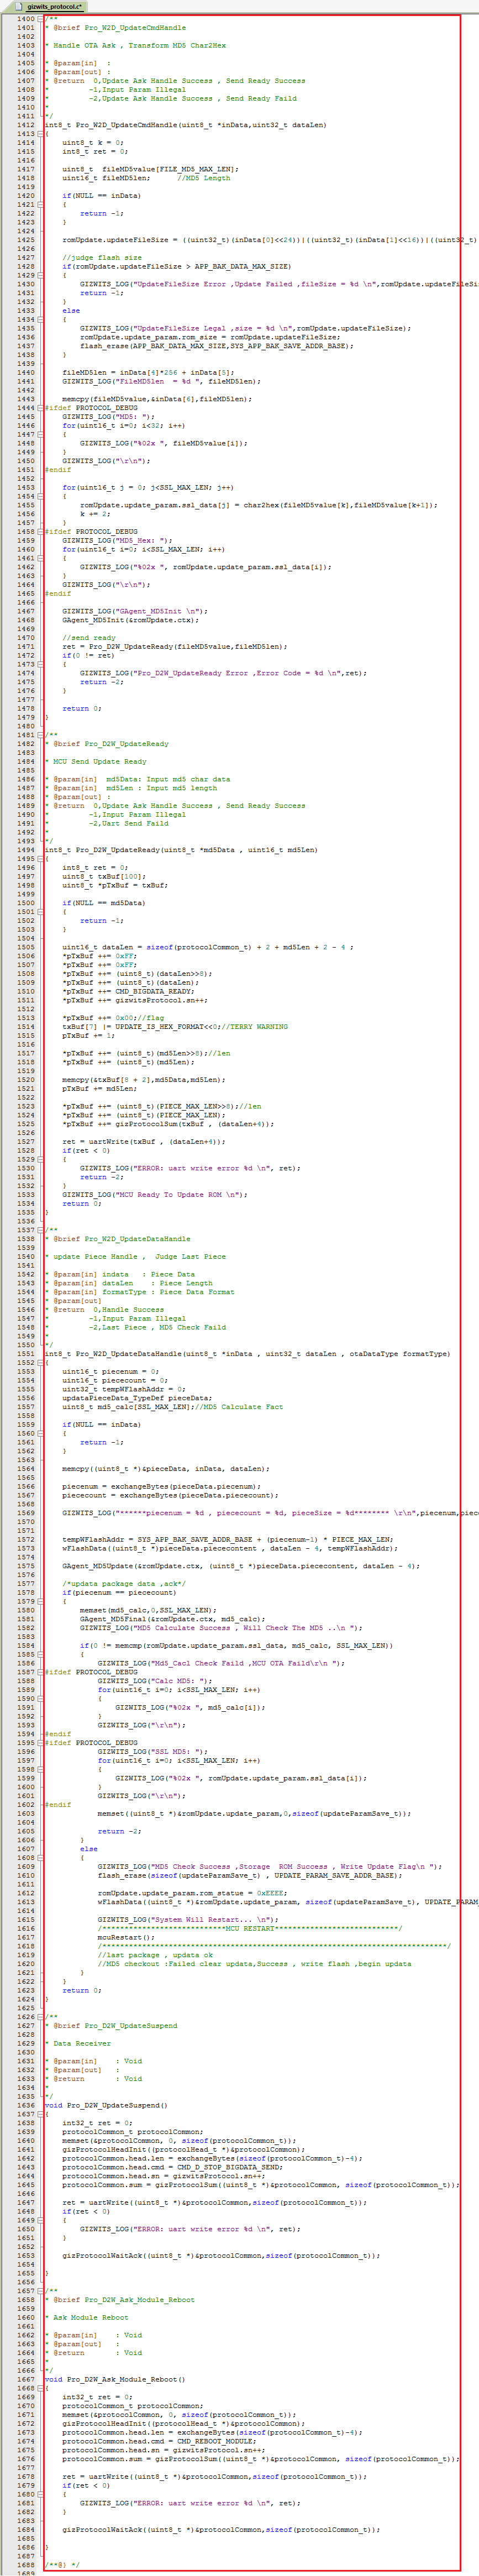 gizwits_protocol.c*
1400 /**
1401 * @brief Pro_W2D_UpdateCmdHandle
1402
1403 * Handle OTA Ask , Transform MD5 Char2Hex
1404
1405 * @param[in]  :
1406 * @param[out] :
1407 * @return  0,Update Ask Handle Success , Send Ready Success
1408          -1,Input Param Illegal
1409          -2,Update Ask Handle Success , Send Ready Faild
1410 *
1411 */
1412 int8_t Pro_W2D_UpdateCmdHandle(uint8_t *inData,uint32_t dataLen)
1413 {
1414     uint8_t k = 0;
1415     int8_t ret = 0;
1416
1417     uint8_t  fileMD5value[FILE_MD5_MAX_LEN];
1418     uint16_t fileMD5len;      //MD5 Length
1419
1420     if(NULL == inData)
1421     {
1422         return -1;
1423     }
1424
1425     romUpdate.updateFileSize = ((uint32_t)(inData[0]<<24))|((uint32_t)(inData[1]<<16))|((uint32_t)
1426
1427     //judge flash size
1428     if(romUpdate.updateFileSize > APP_BAK_DATA_MAX_SIZE)
1429     {
1430         GIZWITS_LOG("UpdateFileSize Error ,Update Failed ,fileSize = %d \n",romUpdate.updateFileSi
1431         return -1;
1432     }
1433     else
1434     {
1435         GIZWITS_LOG("UpdateFileSize Legal ,size = %d \n",romUpdate.updateFileSize);
1436         romUpdate.update_param.rom_size = romUpdate.updateFileSize;
1437         flash_erase(APP_BAK_DATA_MAX_SIZE,SYS_APP_BAK_SAVE_ADDR_BASE);
1438     }
1439
1440     fileMD5len = inData[4]*256 + inData[5];
1441     GIZWITS_LOG("FileMD5len  = %d ", fileMD5len);
1442
1443     memcpy(fileMD5value,&inData[6],fileMD5len);
1444 #ifdef PROTOCOL_DEBUG
1445     GIZWITS_LOG("MD5: ");
1446     for(uint16_t i=0; i<32; i++)
1447     {
1448         GIZWITS_LOG("%02x ", fileMD5value[i]);
1449     }
1450     GIZWITS_LOG("\r\n");
1451 #endif
1452
1453     for(uint16_t j = 0; j<SSL_MAX_LEN; j++)
1454     {
1455         romUpdate.update_param.ssl_data[j] = char2hex(fileMD5value[k],fileMD5value[k+1]);
1456         k += 2;
1457     }
1458 #ifdef PROTOCOL_DEBUG
1459     GIZWITS_LOG("MD5_Hex: ");
1460     for(uint16_t i=0; i<SSL_MAX_LEN; i++)
1461     {
1462         GIZWITS_LOG("%02x ", romUpdate.update_param.ssl_data[i]);
1463     }
1464     GIZWITS_LOG("\r\n");
1465 #endif
1466
1467     GIZWITS_LOG("GAgent_MD5Init \n");
1468     GAgent_MD5Init(&romUpdate.ctx);
1469
1470     //send ready
1471     ret = Pro_D2W_UpdateReady(fileMD5value,fileMD5len);
1472     if(0 != ret)
1473     {
1474         GIZWITS_LOG("Pro_D2W_UpdateReady Error ,Error Code = %d \n",ret);
1475         return -2;
1476     }
1477
1478     return 0;
1479 }
1480
1481 /**
1482 * @brief Pro_D2W_UpdateReady
1483
1484 * MCU Send Update Ready
1485
1486 * @param[in]  md5Data: Input md5 char data
1487 * @param[in]  md5Len : Input md5 length
1488 * @param[out] :
1489 * @return  0,Update Ask Handle Success , Send Ready Success
1490          -1,Input Param Illegal
1491          -2,Uart Send Faild
1492 *
1493 */
1494 int8_t Pro_D2W_UpdateReady(uint8_t *md5Data , uint16_t md5Len)
1495 {
1496     int8_t ret = 0;
1497     uint8_t txBuf[100];
1498     uint8_t *pTxBuf = txBuf;
1499
1500     if(NULL == md5Data)
1501     {
1502         return -1;
1503     }
1504
1505     uint16_t dataLen = sizeof(protocolCommon_t) + 2 + md5Len + 2 - 4 ;
1506     *pTxBuf ++= 0xFF;
1507     *pTxBuf ++= 0xFF;
1508     *pTxBuf ++= (uint8_t)(dataLen>>8);
1509     *pTxBuf ++= (uint8_t)(dataLen);
1510     *pTxBuf ++= CMD_BIGDATA_READY;
1511     *pTxBuf ++= gizwitsProtocol.sn++;
1512
1513     *pTxBuf ++= 0x00;//flag
1514     txBuf[7] |= UPDATE_IS_HEX_FORMAT<<0;//TERRY WARNING
1515     pTxBuf += 1;
1516
1517     *pTxBuf ++= (uint8_t)(md5Len>>8);//len
1518     *pTxBuf ++= (uint8_t)(md5Len);
1519
1520     memcpy(&txBuf[8 + 2],md5Data,md5Len);
1521     pTxBuf += md5Len;
1522
1523     *pTxBuf ++= (uint8_t)(PIECE_MAX_LEN>>8);//len
1524     *pTxBuf ++= (uint8_t)(PIECE_MAX_LEN);
1525     *pTxBuf ++= gizProtocolSum(txBuf , (dataLen+4));
1526
1527     ret = uartWrite(txBuf , (dataLen+4));
1528     if(ret < 0)
1529     {
1530         GIZWITS_LOG("ERROR: uart write error %d \n", ret);
1531         return -2;
1532     }
1533     GIZWITS_LOG("MCU Ready To Update ROM \n");
1534     return 0;
1535 }
1536
1537 /**
1538 * @brief Pro_W2D_UpdateDataHandle
1539
1540 * update Piece Handle ,  Judge Last Piece
1541
1542 * @param[in] indata   : Piece Data
1543 * @param[in] dataLen    : Piece Length
1544 * @param[in] formatType : Piece Data Format
1545 * @param[out]
1546 * @return  0,Handle Success
1547          -1,Input Param Illegal
1548          -2,Last Piece , MD5 Check Faild
1549 *
1550 */
1551 int8_t Pro_W2D_UpdateDataHandle(uint8_t *inData , uint32_t dataLen , otaDataType formatType)
1552 {
1553     uint16_t piecenum = 0;
1554     uint16_t piececount = 0;
1555     uint32_t tempWFlashAddr = 0;
1556     updataPieceData_TypeDef pieceData;
1557     uint8_t md5_calc[SSL_MAX_LEN];//MD5 Calculate Fact
1558
1559     if(NULL == inData)
1560     {
1561         return -1;
1562     }
1563
1564     memcpy((uint8_t *)&pieceData, inData, dataLen);
1565
1566     piecenum = exchangeBytes(pieceData.piecenum);
1567     piececount = exchangeBytes(pieceData.piececount);
1568
1569     GIZWITS_LOG("******piecenum = %d , piececount = %d, pieceSize = %d******** \r\n",piecenum,piec
1570
1571
1572     tempWFlashAddr = SYS_APP_BAK_SAVE_ADDR_BASE + (piecenum-1) * PIECE_MAX_LEN;
1573     wFlashData((uint8_t *)pieceData.piececontent , dataLen - 4, tempWFlashAddr);
1574
1575     GAgent_MD5Update(&romUpdate.ctx, (uint8_t *)pieceData.piececontent, dataLen - 4);
1576
1577     /*updata package data ,ack*/
1578     if(piecenum == piececount)
1579     {
1580         memset(md5_calc,0,SSL_MAX_LEN);
1581         GAgent_MD5Final(&romUpdate.ctx, md5_calc);
1582         GIZWITS_LOG("MD5 Calculate Success , Will Check The MD5 ..\n ");
1583
1584         if(0 != memcmp(romUpdate.update_param.ssl_data, md5_calc, SSL_MAX_LEN))
1585         {
1586             GIZWITS_LOG("Md5_Cacl Check Faild ,MCU OTA Faild\r\n ");
1587 #ifdef PROTOCOL_DEBUG
1588             GIZWITS_LOG("Calc MD5: ");
1589             for(uint16_t i=0; i<SSL_MAX_LEN; i++)
1590             {
1591                 GIZWITS_LOG("%02x ", md5_calc[i]);
1592             }
1593             GIZWITS_LOG("\r\n");
1594 #endif
1595 #ifdef PROTOCOL_DEBUG
1596             GIZWITS_LOG("SSL MD5: ");
1597             for(uint16_t i=0; i<SSL_MAX_LEN; i++)
1598             {
1599                 GIZWITS_LOG("%02x ", romUpdate.update_param.ssl_data[i]);
1600             }
1601             GIZWITS_LOG("\r\n");
1602 #endif
1603             memset((uint8_t *)&romUpdate.update_param,0,sizeof(updateParamSave_t));
1604
1605             return -2;
1606         }
1607         else
1608         {
1609             GIZWITS_LOG("MD5 Check Success ,Storage  ROM Success , Write Update Flag\n ");
1610             flash_erase(sizeof(updateParamSave_t) , UPDATE_PARAM_SAVE_ADDR_BASE);
1611
1612             romUpdate.update_param.rom_statue = 0xEEEE;
1613             wFlashData((uint8_t *)&romUpdate.update_param, sizeof(updateParamSave_t), UPDATE_PARAM_
1614
1615             GIZWITS_LOG("System Will Restart... \n");
1616             /****************************MCU RESTART****************************/
1617             mcuRestart();
1618             /******************************************************************************/
1619             //last package , updata ok
1620             //MD5 checkout :Failed clear updata,Success , write flash ,begin updata
1621         }
1622     }
1623     return 0;
1624 }
1625
1626 /**
1627 * @brief Pro_D2W_UpdateSuspend
1628
1629 * Data Receiver
1630
1631 * @param[in]    : Void
1632 * @param[out]   :
1633 * @return       : Void
1634 *
1635 */
1636 void Pro_D2W_UpdateSuspend()
1637 {
1638     int32_t ret = 0;
1639     protocolCommon_t protocolCommon;
1640     memset(&protocolCommon, 0, sizeof(protocolCommon_t));
1641     gizProtocolHeadInit((protocolHead_t *)&protocolCommon);
1642     protocolCommon.head.len = exchangeBytes(sizeof(protocolCommon_t)-4);
1643     protocolCommon.head.cmd = CMD_D_STOP_BIGDATA_SEND;
1644     protocolCommon.head.sn = gizwitsProtocol.sn++;
1645     protocolCommon.sum = gizProtocolSum((uint8_t *)&protocolCommon, sizeof(protocolCommon_t));
1646
1647     ret = uartWrite((uint8_t *)&protocolCommon,sizeof(protocolCommon_t));
1648     if(ret < 0)
1649     {
1650         GIZWITS_LOG("ERROR: uart write error %d \n", ret);
1651     }
1652
1653     gizProtocolWaitAck((uint8_t *)&protocolCommon,sizeof(protocolCommon_t));
1654
1655 }
1656
1657 /**
1658 * @brief Pro_D2W_Ask_Module_Reboot
1659
1660 * Ask Module Reboot
1661
1662 * @param[in]    : Void
1663 * @param[out]   :
1664 * @return       : Void
1665 *
1666 */
1667 void Pro_D2W_Ask_Module_Reboot()
1668 {
1669     int32_t ret = 0;
1670     protocolCommon_t protocolCommon;
1671     memset(&protocolCommon, 0, sizeof(protocolCommon_t));
1672     gizProtocolHeadInit((protocolHead_t *)&protocolCommon);
1673     protocolCommon.head.len = exchangeBytes(sizeof(protocolCommon_t)-4);
1674     protocolCommon.head.cmd = CMD_REBOOT_MODULE;
1675     protocolCommon.head.sn = gizwitsProtocol.sn++;
1676     protocolCommon.sum = gizProtocolSum((uint8_t *)&protocolCommon, sizeof(protocolCommon_t));
1677
1678     ret = uartWrite((uint8_t *)&protocolCommon,sizeof(protocolCommon_t));
1679     if(ret < 0)
1680     {
1681         GIZWITS_LOG("ERROR: uart write error %d \n", ret);
1682     }
1683
1684     gizProtocolWaitAck((uint8_t *)&protocolCommon,sizeof(protocolCommon_t));
1685
1686 }
1687
1688 /**@} */
1689